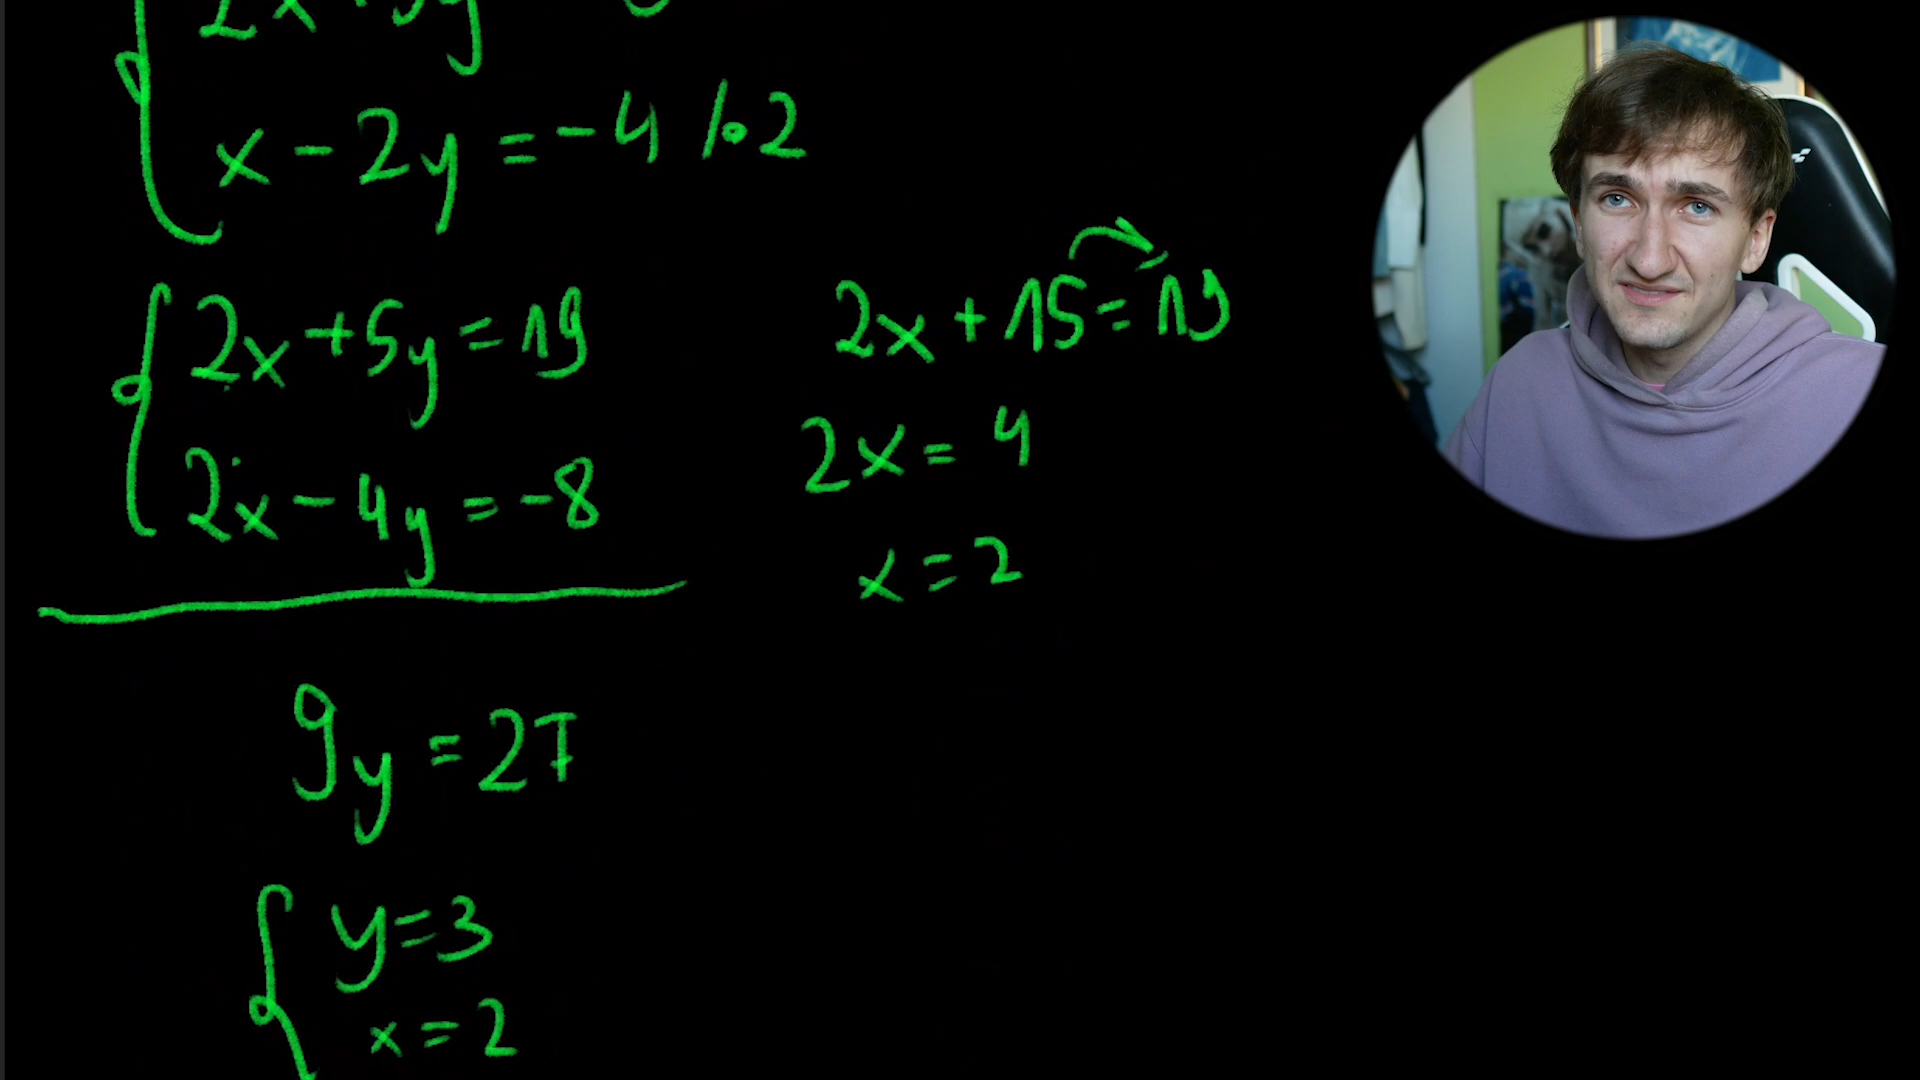 x - 2y = -4 /•2
2x + 5y = 19
2x - 4y = -8
9y = 27
y = 3
x = 2
2x + 15 = 19
2x = 4
x = 2